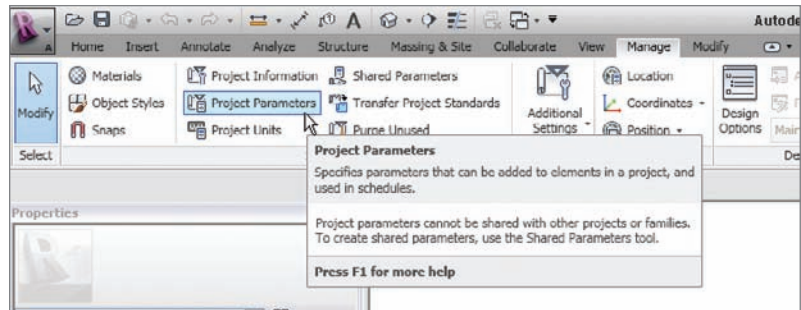 Autode
Home Insert Annotate Analyze Structure Massing & Site Collaborate View Manage Modify
Materials Project Information Shared Parameters Location
Modify Object Styles Project Parameters Transfer Project Standards Additional Settings Coordinates Design Options
Snaps Project Units Purge Unused Position Main
Select De
Project Parameters
Specifies parameters that can be added to elements in a project, and
used in schedules.
Properties
Project parameters cannot be shared with other projects or families.
To create shared parameters, use the Shared Parameters tool.
Press F1 for more help